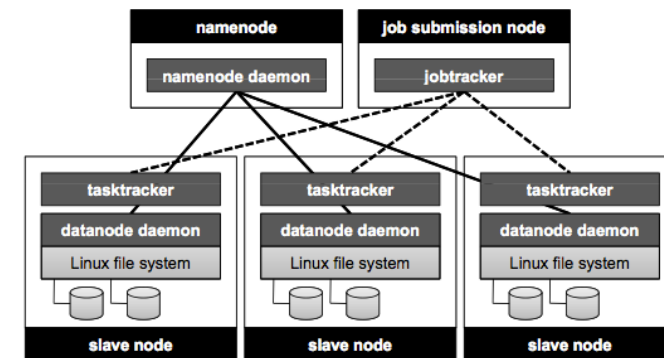 namenode
job submission node
namenode daemon
jobtracker
tasktracker
tasktracker
tasktracker
datanode daemon
datanode daemon
datanode daemon
Linux file system
Linux file system
Linux file system
slave node
slave node
slave node